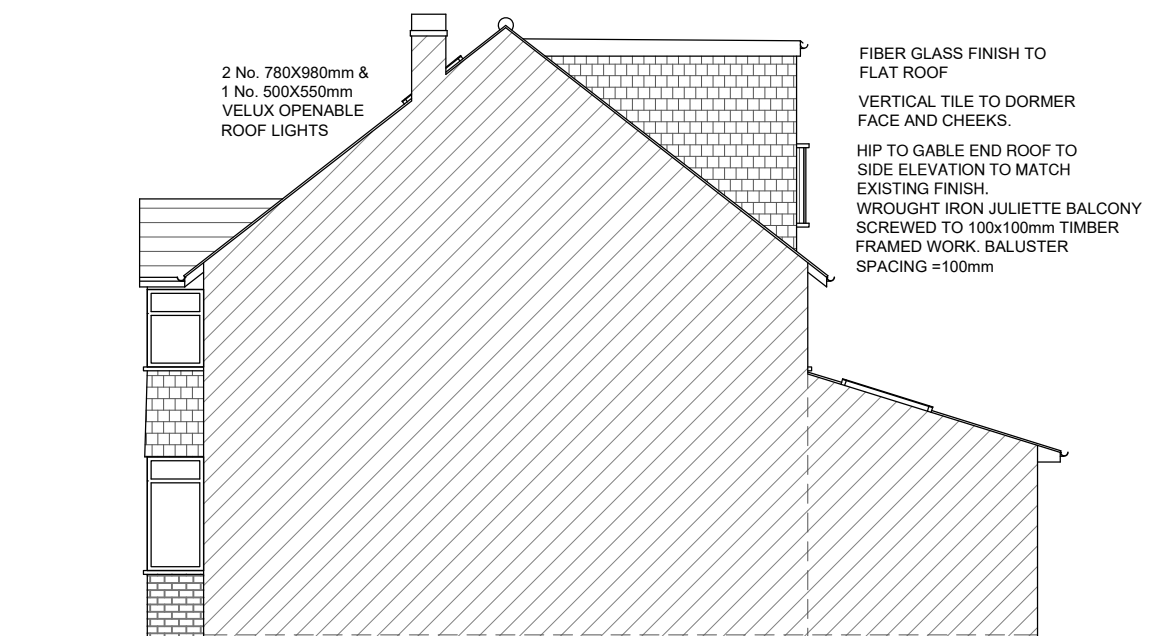 2 No. 780X980mm &
1 No. 500X550mm
VELUX OPENABLE
ROOF LIGHTS
FIBER GLASS FINISH TO
FLAT ROOF
VERTICAL TILE TO DORMER
FACE AND CHEEKS.
HIP TO GABLE END ROOF TO
SIDE ELEVATION TO MATCH
EXISTING FINISH.
WROUGHT IRON JULIETTE BALCONY
SCREWED TO 100x100mm TIMBER
FRAMED WORK. BALUSTER
SPACING =100mm